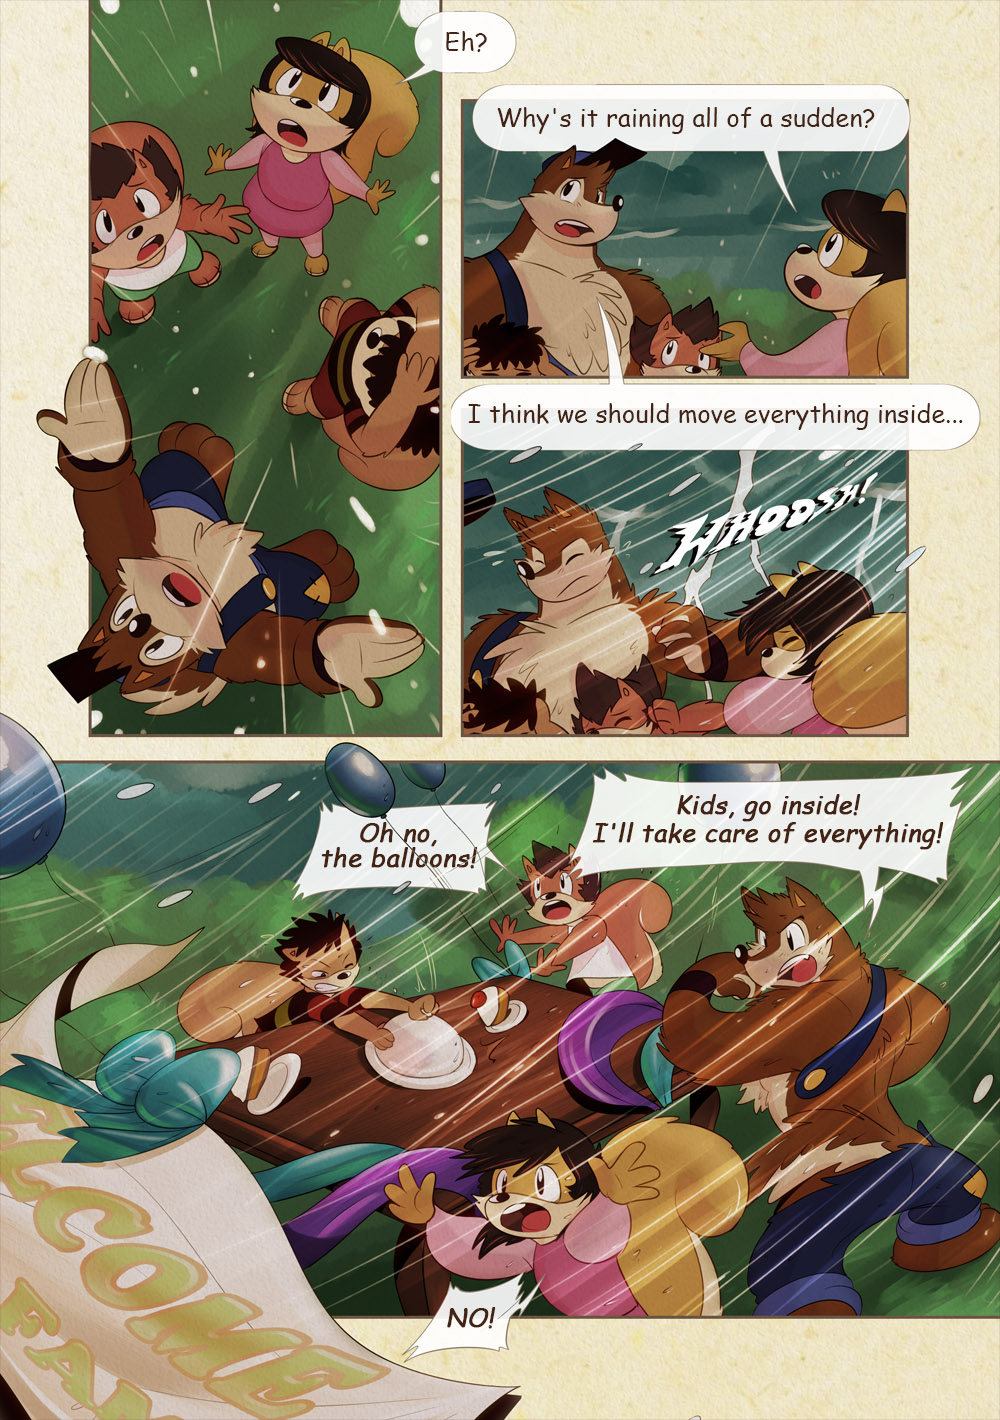 Eh?
Why's it raining all of a sudden?
I think we should move everything inside...
WHOOSH!
Oh no,
the balloons!
Kids, go inside!
I'll take care of everything!
NO!
COME